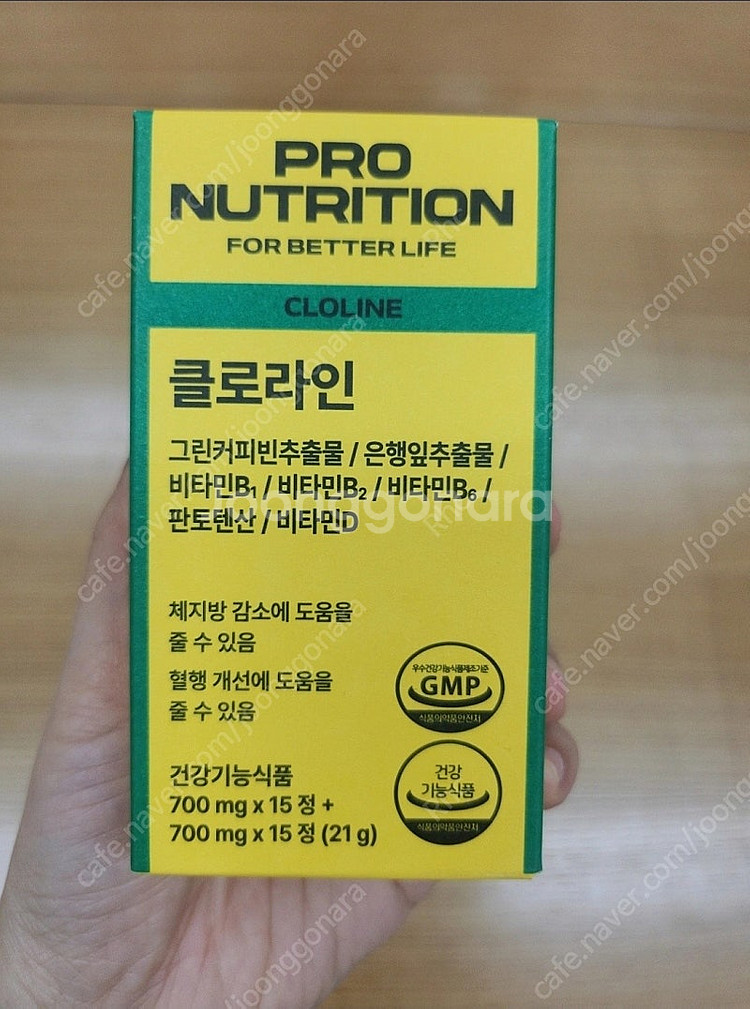 PRO
NUTRITION
FOR BETTER LIFE
CLOLINE
클로라인
그린커피빈추출물 / 은행잎추출물 /
비타민B₁ / 비타민B₂ / 비타민B₆ /
판토텐산 / 비타민D
joonggonara
체지방 감소에 도움을
줄 수 있음
혈행 개선에 도움을
줄 수 있음
우수건강기능식품제조기준
GMP
식품의약품안전처
건강기능식품
700 mg x 15 정 +
700 mg x 15 정 (21 g)
건강
기능식품
식품의약품안전처
cafe.naver.com/joonggonara